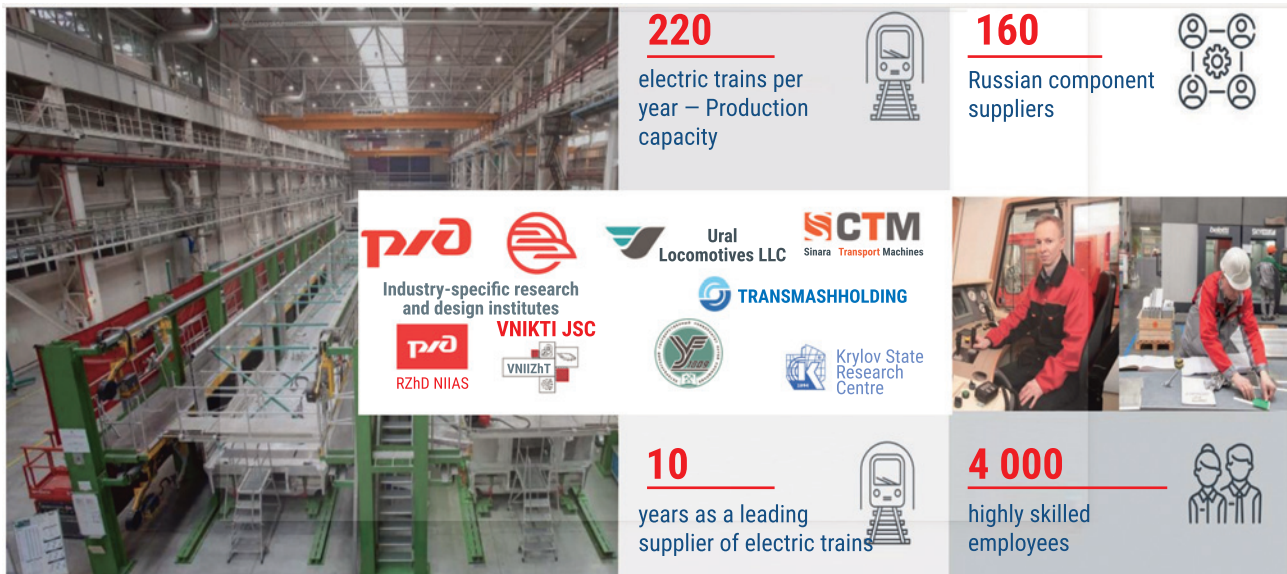 220
electric trains per
year — Production
capacity
160
Russian component
suppliers
Ural
Locomotives LLC
СТМ
Sinara Transport Machines
Industry-specific research
and design institutes
TRANSMASHHOLDING
VNIKTI JSC
RZhD NIIAS
VNIIZhT
Krylov State
Research
Centre
10
years as a leading
supplier of electric trains
4 000
highly skilled
employees